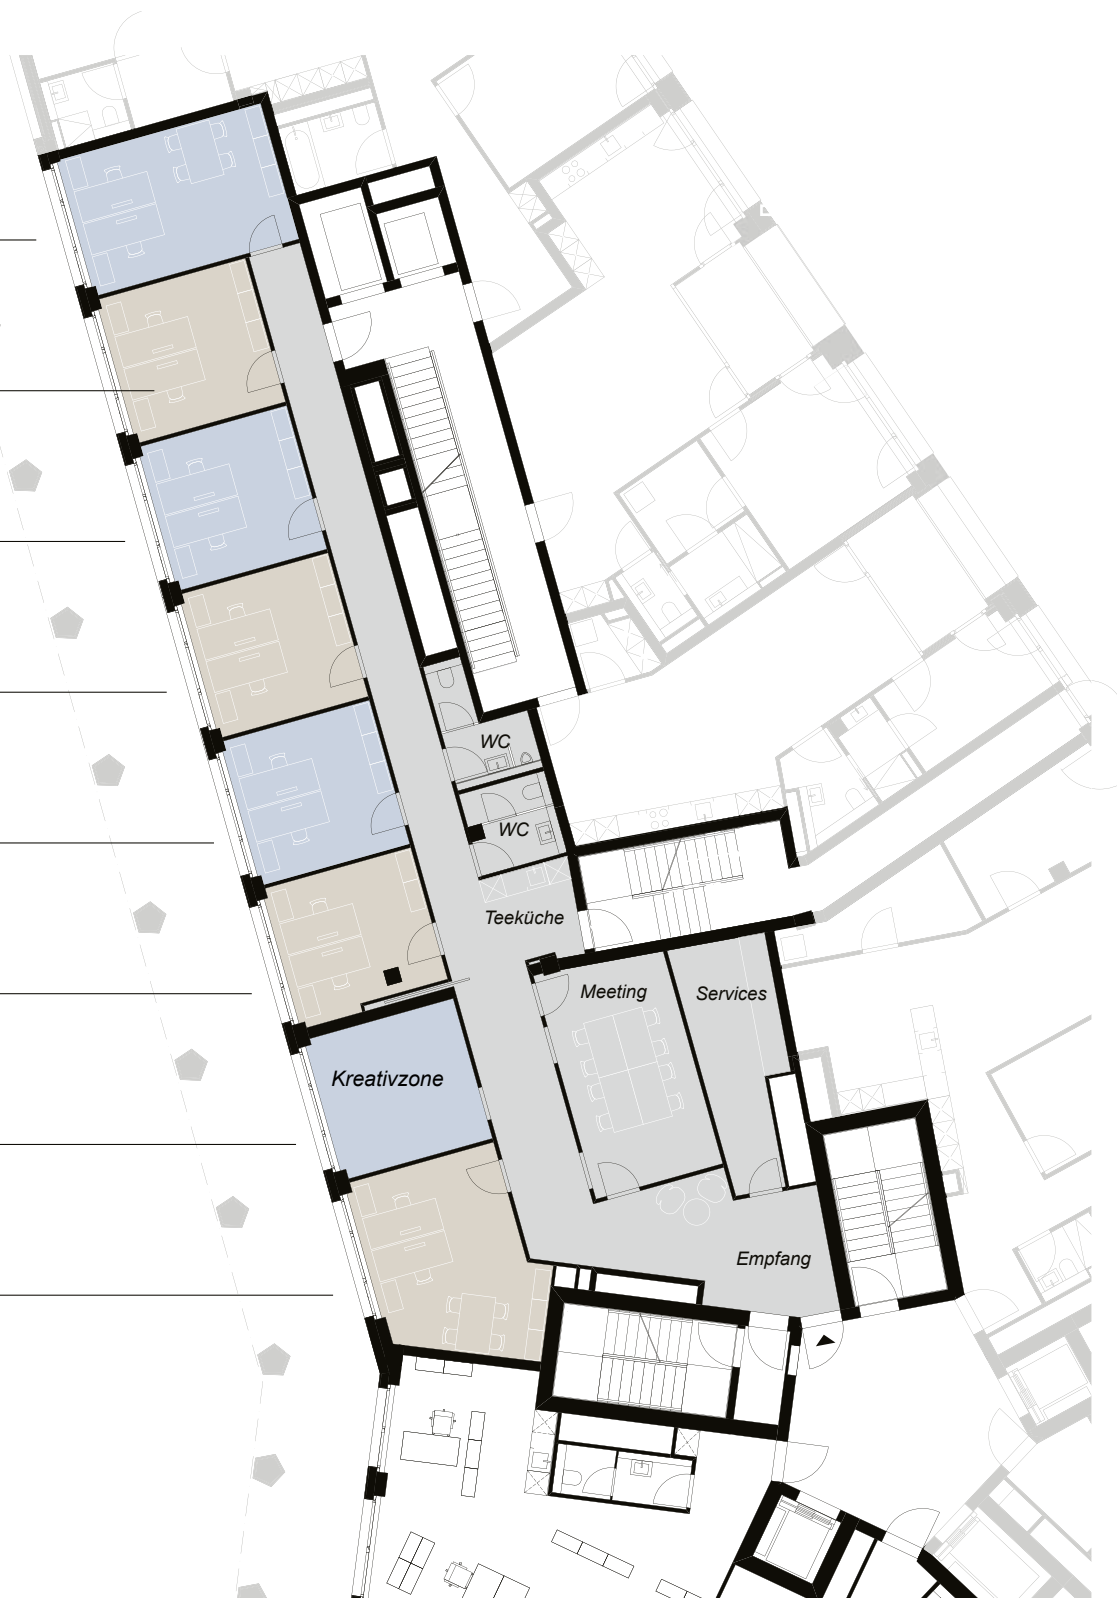 WC
WC
Teeküche
Meeting
Services
Kreativzone
Empfang